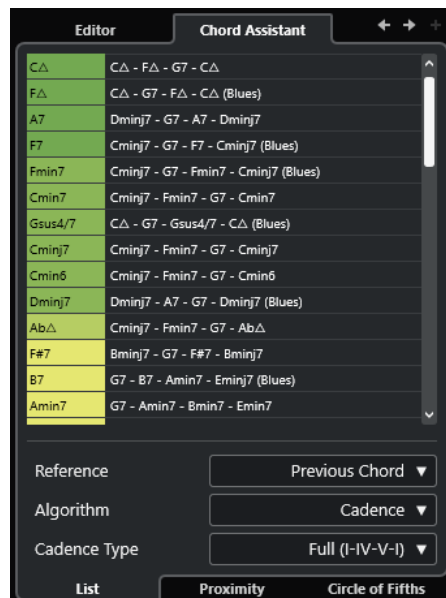 Editor Chord Assistant
C△ C△ - F△ - G7 - C△
F△ C△ - G7 - F△ - C△ (Blues)
A7 Dminj7 - G7 - A7 - Dminj7
F7 Cminj7 - G7 - F7 - Cminj7 (Blues)
Fmin7 Cminj7 - G7 - Fmin7 - Cminj7 (Blues)
Cmin7 Cminj7 - Fmin7 - G7 - Cmin7
Gsus4/7 C△ - G7 - Gsus4/7 - C△ (Blues)
Cminj7 Cminj7 - Fmin7 - G7 - Cminj7
Cmin6 Cminj7 - Fmin7 - G7 - Cmin6
Dminj7 Dminj7 - A7 - G7 - Dminj7 (Blues)
Ab△ Cminj7 - Fmin7 - G7 - Ab△
F#7 Bminj7 - G7 - F#7 - Bminj7
B7 G7 - B7 - Amin7 - Eminj7 (Blues)
Amin7 G7 - Amin7 - Bmin7 - Emin7
Reference Previous Chord
Algorithm Cadence
Cadence Type Full (I-IV-V-I)
List Proximity Circle of Fifths